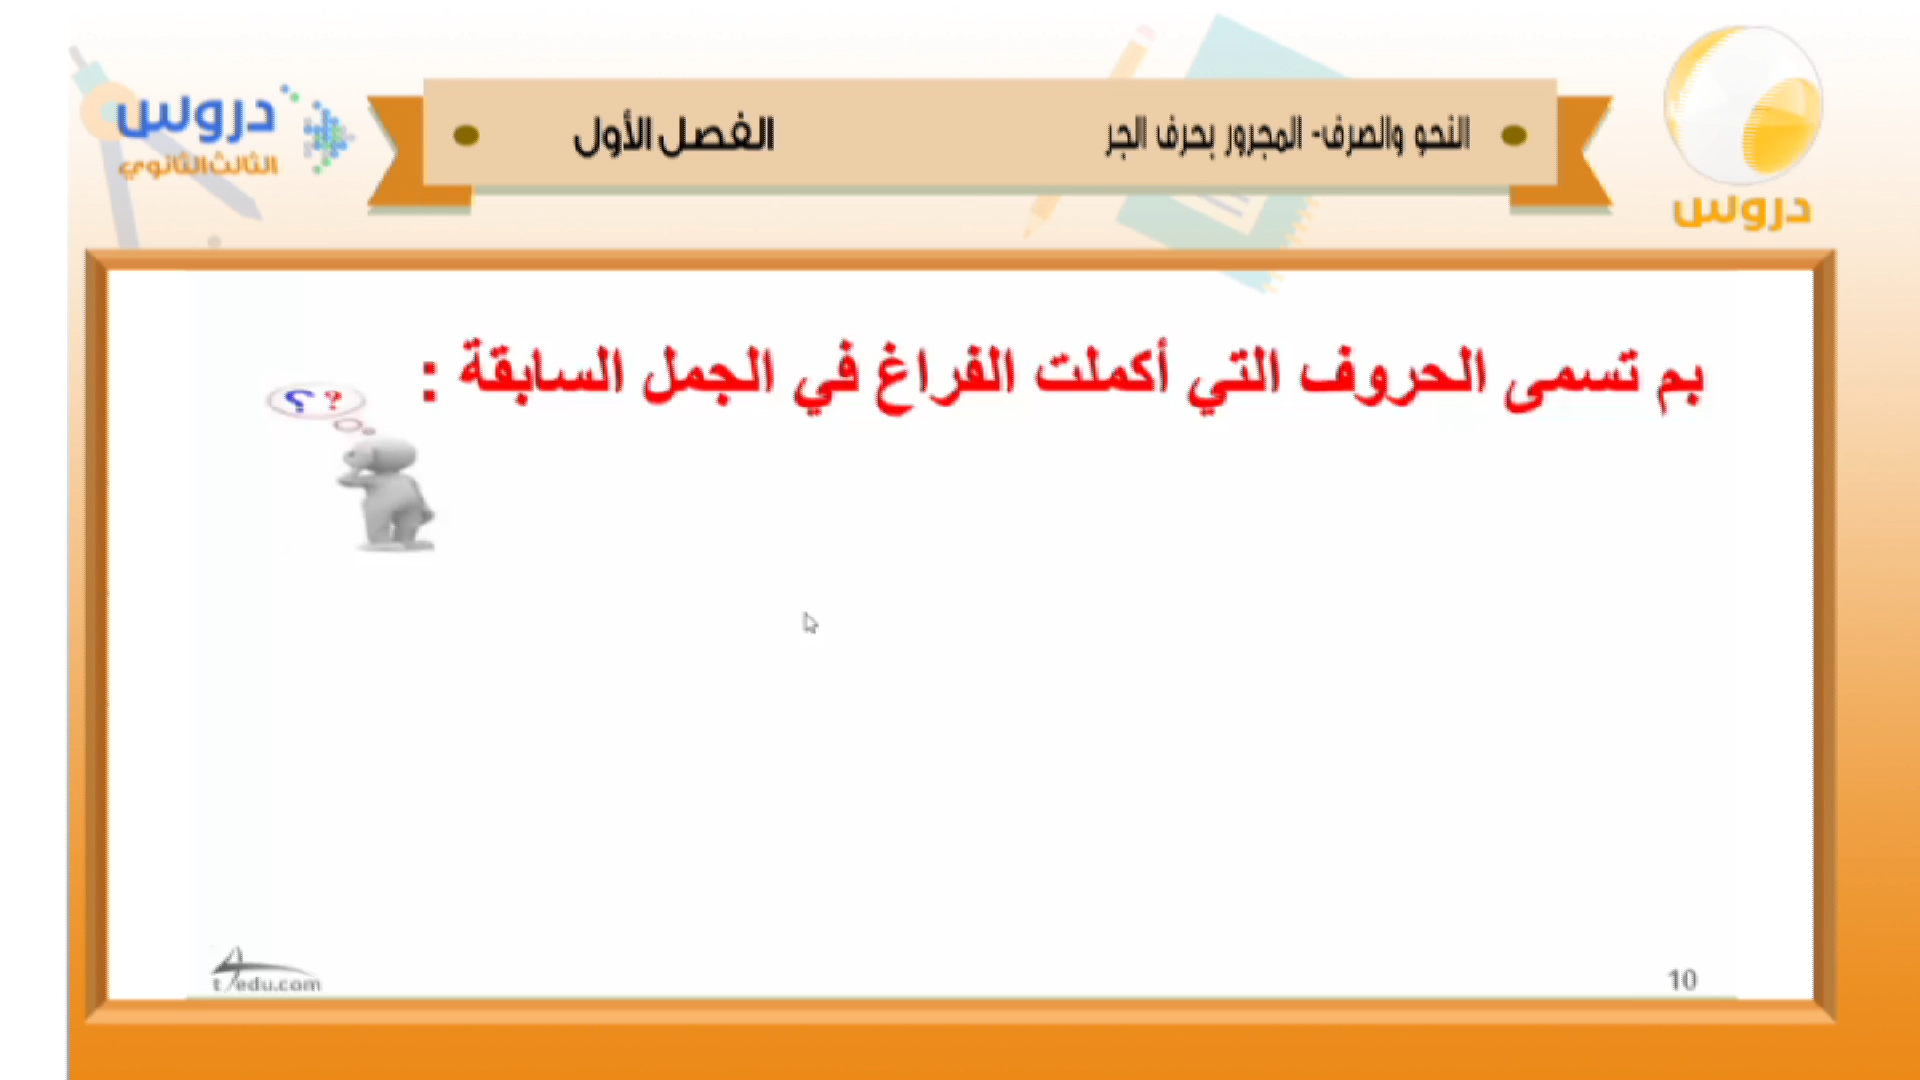 دروس
النحو والصرف- المجرور بحرف الجر
الفصل الأول
دروس
الثالث الثانوي
بم تسمى الحروف التي أكملت الفراغ في الجمل السابقة :
؟ ?
t4edu.com
10